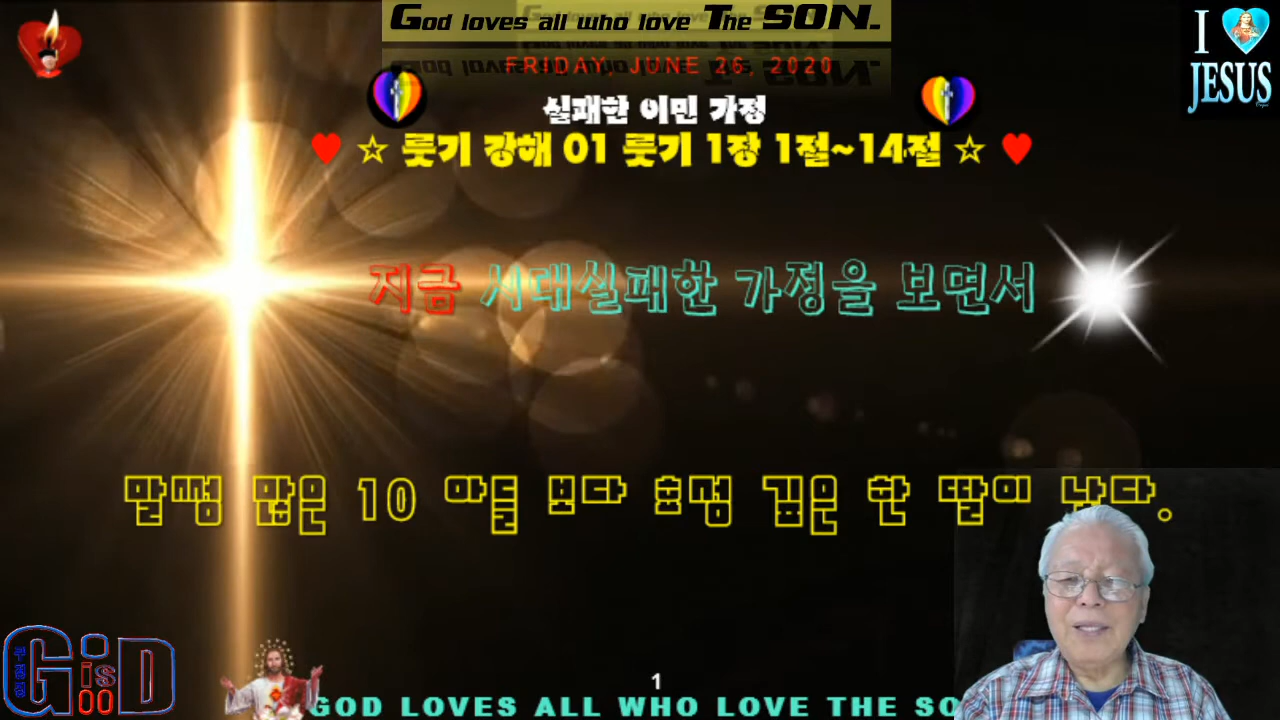 God loves all who love The SON.
FRIDAY, JUNE 26, 2020
I
JESUS
실패한 이민 가정
♥ ☆ 룻기 강해 01 룻기 1장 1절~14절 ☆ ♥
지금 시대실패한 가정을 보면서
말썽 많은 10 아들 보다 효성 깊은 한 딸이 낫다.
God is
1
GOD LOVES ALL WHO LOVE THE SO